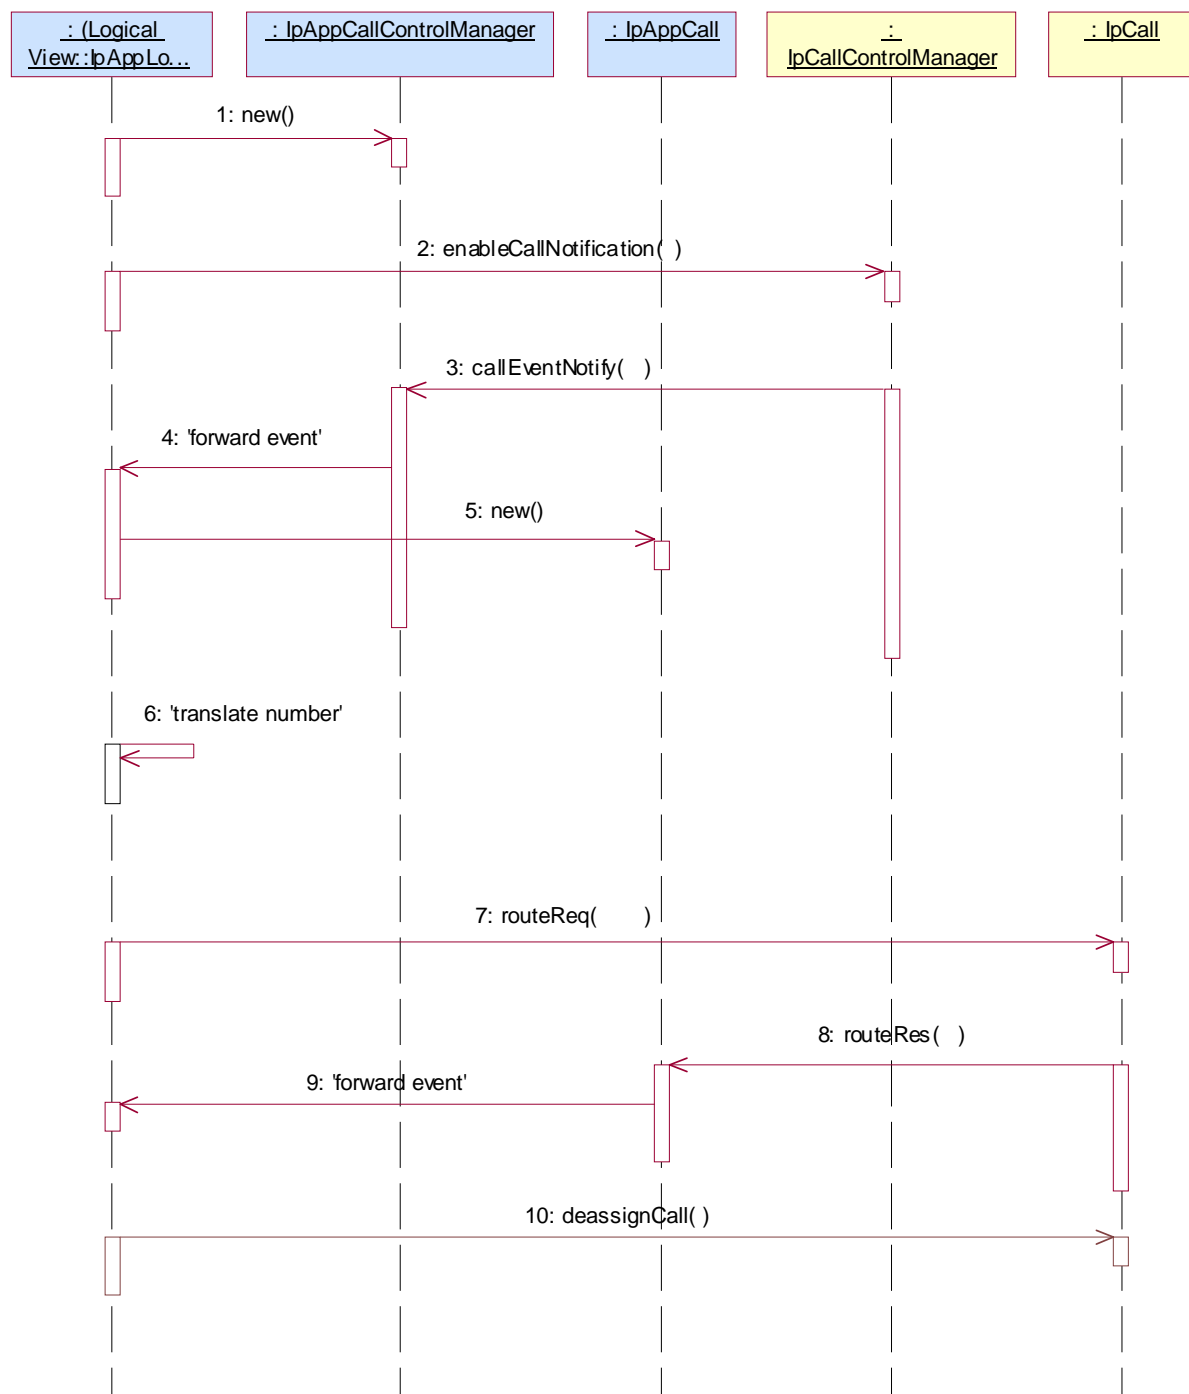 : (Logical
View::IpAppLo...
: IpAppCallControlManager
: IpAppCall
:
IpCallControlManager
: IpCall
1: new()
2: enableCallNotification( )
3: callEventNotify( )
4: 'forward event'
5: new()
6: 'translate number'
7: routeReq( )
8: routeRes( )
9: 'forward event'
10: deassignCall( )